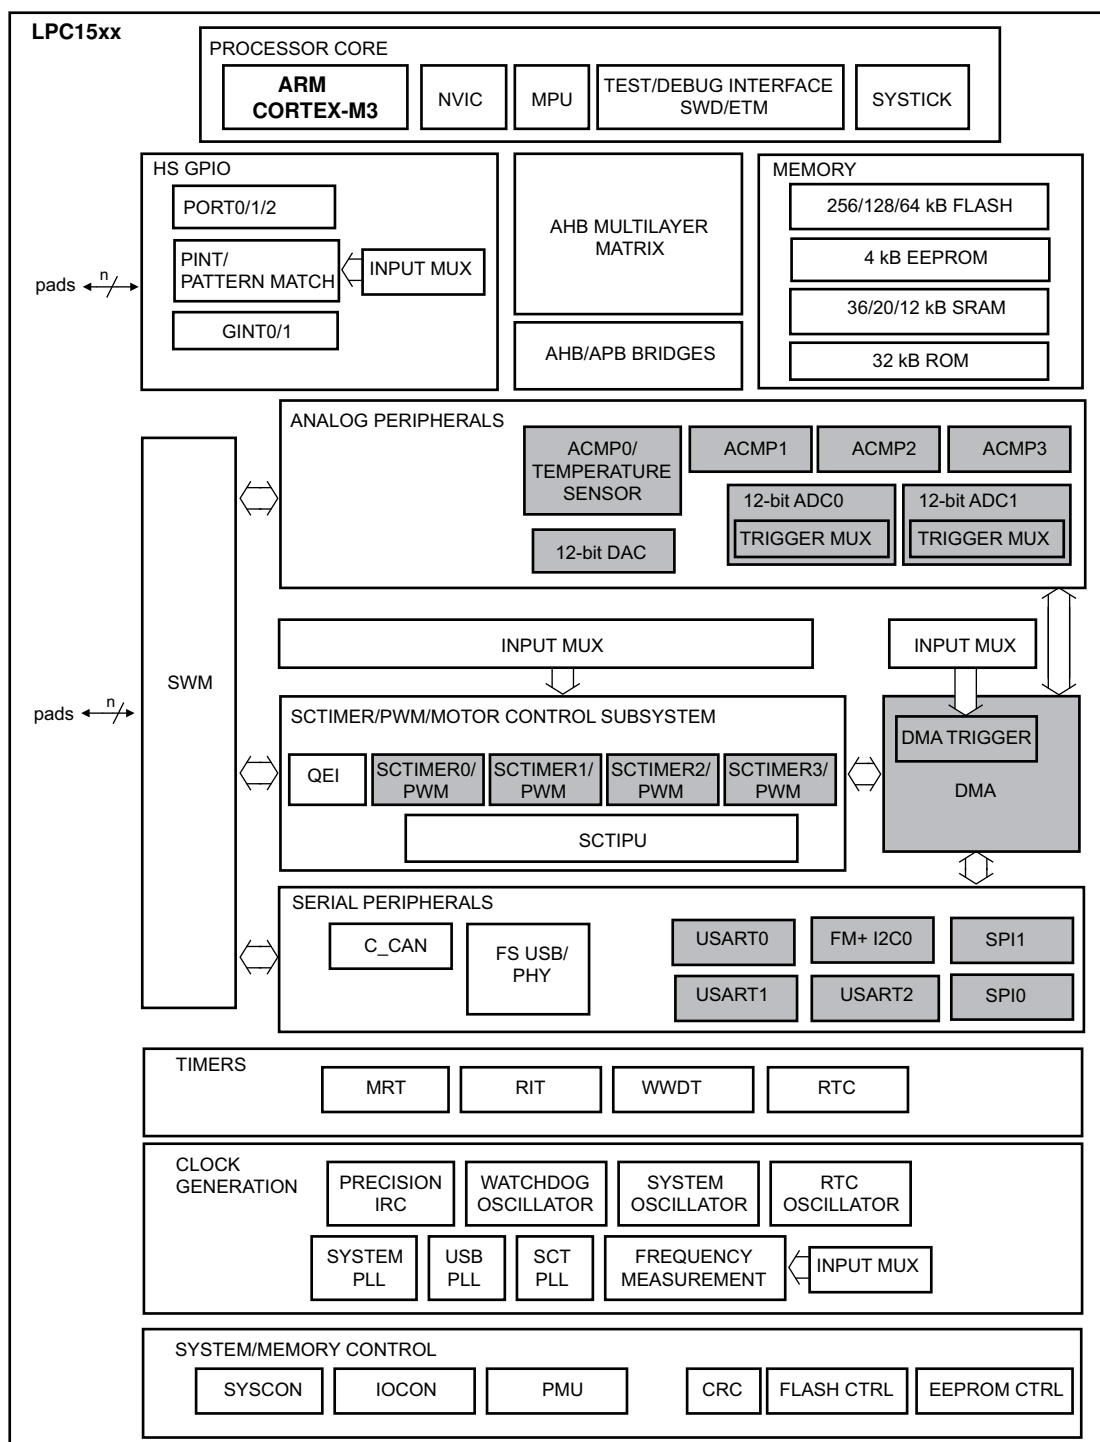 LPC15xx
PROCESSOR CORE
ARM
CORTEX-M3
NVIC
MPU
TEST/DEBUG INTERFACE
SWD/ETM
SYSTICK
HS GPIO
PORT0/1/2
PINT/
PATTERN MATCH
INPUT MUX
GINT0/1
pads
n
AHB MULTILAYER
MATRIX
AHB/APB BRIDGES
MEMORY
256/128/64 kB FLASH
4 kB EEPROM
36/20/12 kB SRAM
32 kB ROM
ANALOG PERIPHERALS
ACMP0/
TEMPERATURE
SENSOR
ACMP1
ACMP2
ACMP3
12-bit DAC
12-bit ADC0
TRIGGER MUX
12-bit ADC1
TRIGGER MUX
SWM
pads
n
INPUT MUX
INPUT MUX
SCTIMER/PWM/MOTOR CONTROL SUBSYSTEM
QEI
SCTIMER0/
PWM
SCTIMER1/
PWM
SCTIMER2/
PWM
SCTIMER3/
PWM
SCTIPU
DMA TRIGGER
DMA
SERIAL PERIPHERALS
C_CAN
FS USB/
PHY
USART0
FM+ I2C0
SPI1
USART1
USART2
SPI0
TIMERS
MRT
RIT
WWDT
RTC
CLOCK
GENERATION
PRECISION
IRC
WATCHDOG
OSCILLATOR
SYSTEM
OSCILLATOR
RTC
OSCILLATOR
SYSTEM
PLL
USB
PLL
SCT
PLL
FREQUENCY
MEASUREMENT
INPUT MUX
SYSTEM/MEMORY CONTROL
SYSCON
IOCON
PMU
CRC
FLASH CTRL
EEPROM CTRL